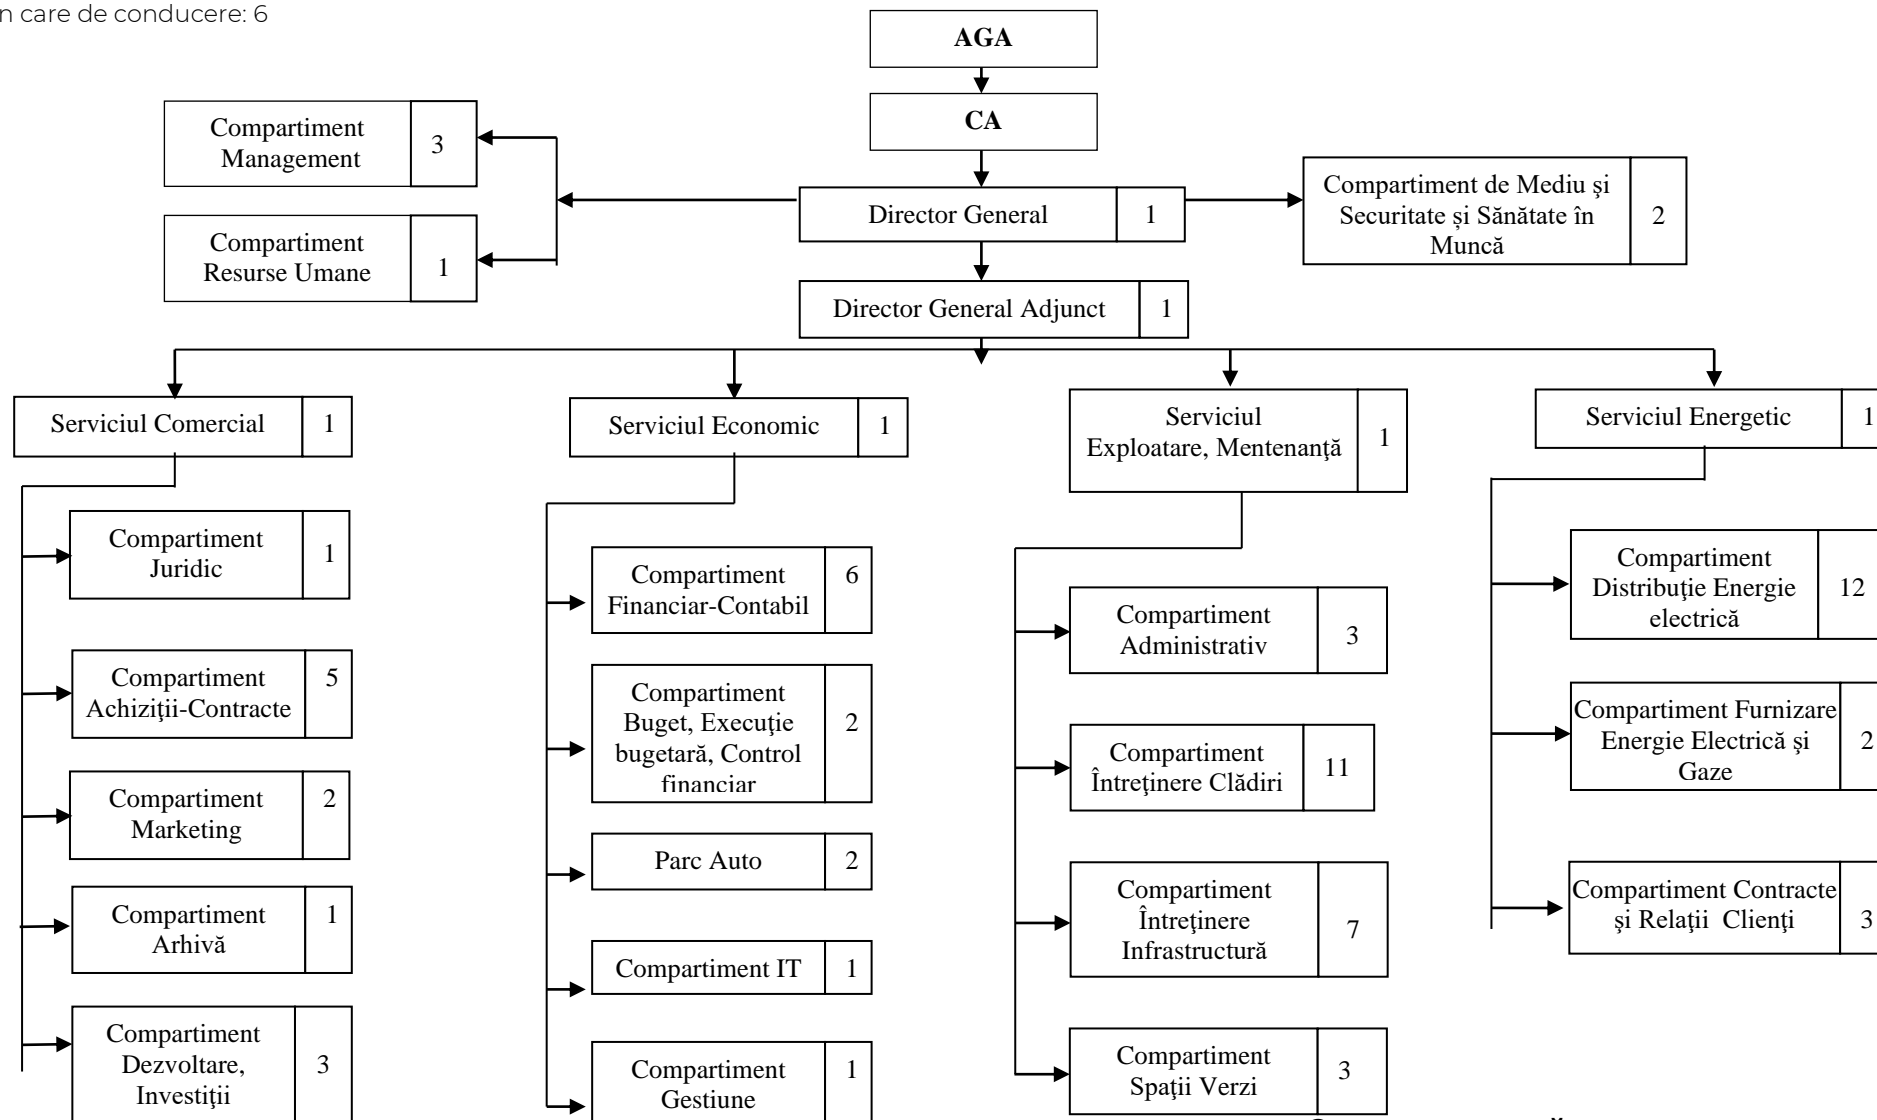 n care de conducere: 6
AGA
CA
Compartiment
Management
3
Compartiment
Resurse Umane
1
Director General
1
Compartiment de Mediu şi
Securitate și Sănătate în
Muncă
2
Director General Adjunct
1
Serviciul Comercial
1
Compartiment
Juridic
1
Compartiment
Achiziţii-Contracte
5
Compartiment
Marketing
2
Compartiment
Arhivă
1
Compartiment
Dezvoltare,
Investiţii
3
Serviciul Economic
1
Compartiment
Financiar-Contabil
6
Compartiment
Buget, Execuţie
bugetară, Control
financiar
2
Parc Auto
2
Compartiment IT
1
Compartiment
Gestiune
1
Serviciul
Exploatare, Mentenanţă
1
Compartiment
Administrativ
3
Compartiment
Întreţinere Clădiri
11
Compartiment
Întreţinere
Infrastructură
7
Compartiment
Spaţii Verzi
3
Serviciul Energetic
1
Compartiment
Distribuţie Energie
electrică
12
Compartiment Furnizare
Energie Electrică şi
Gaze
2
Compartiment Contracte
şi Relaţii Clienţi
3